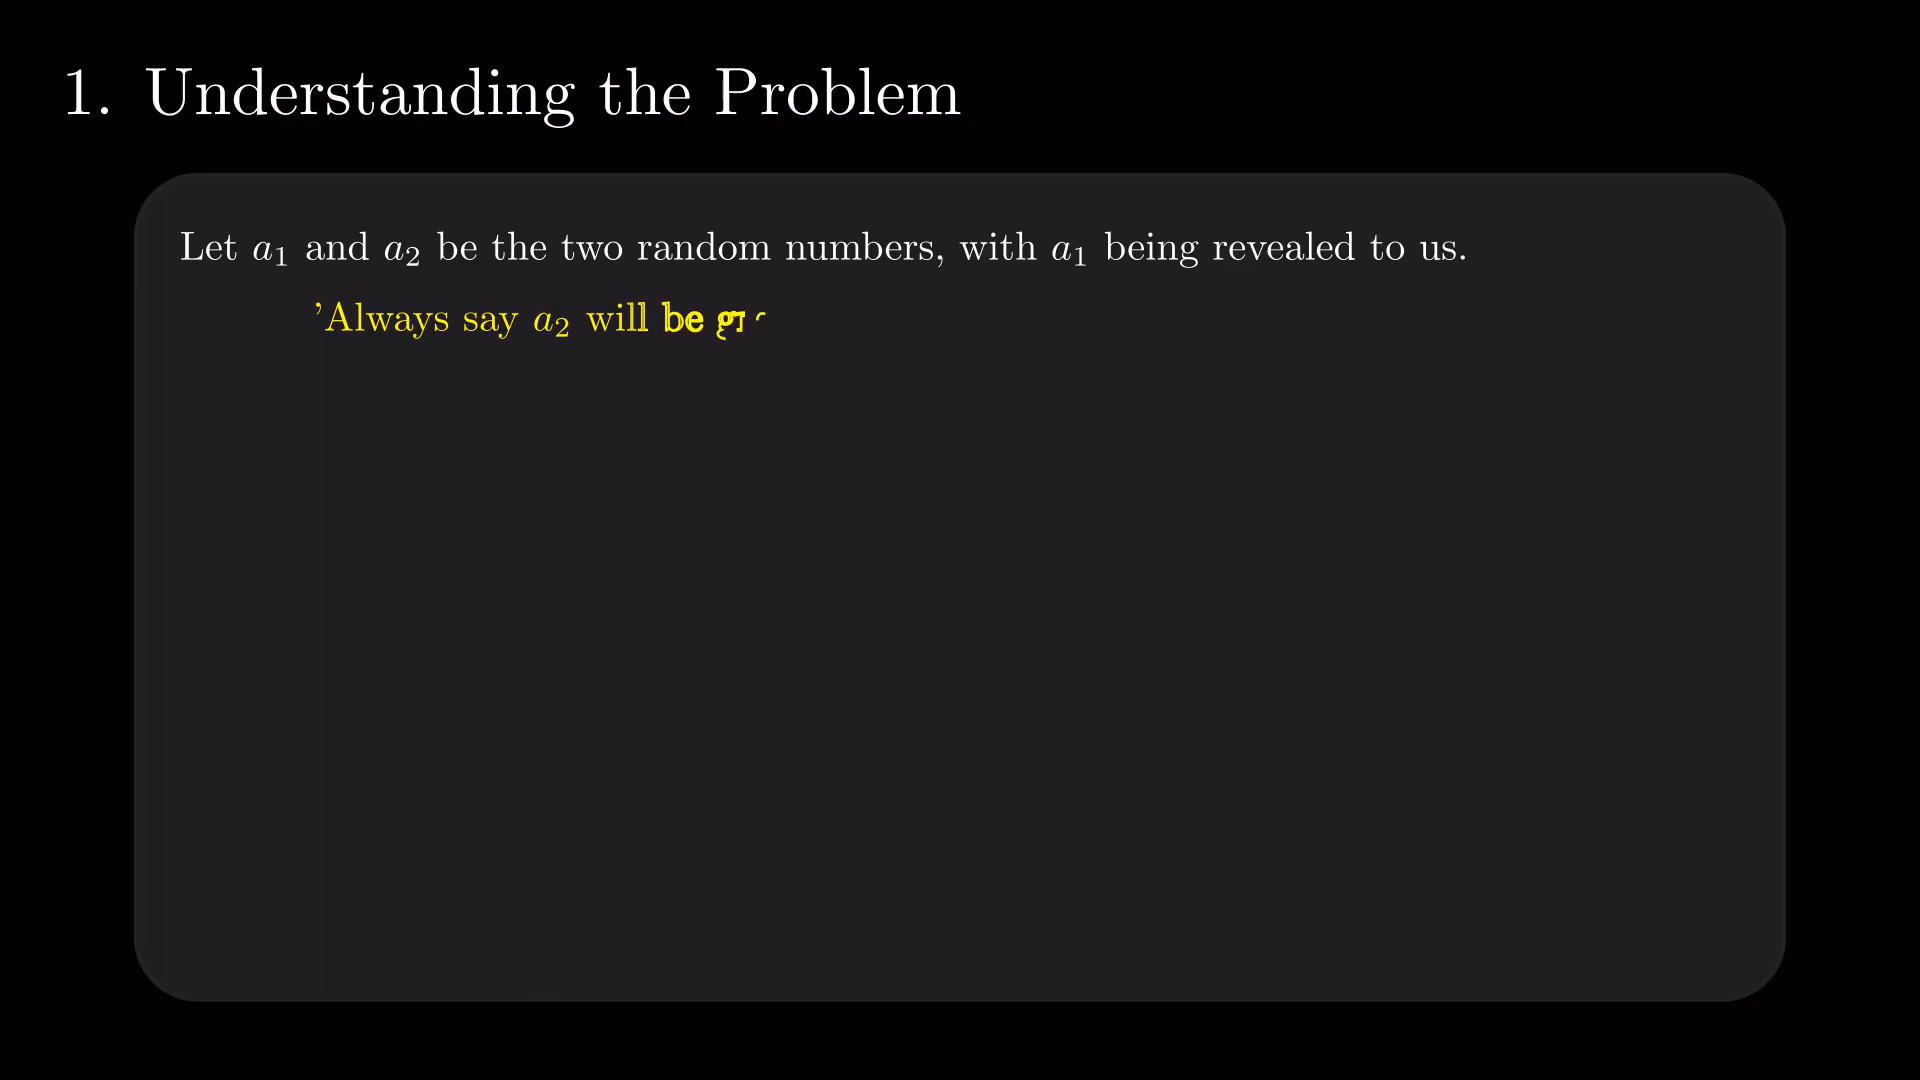 1. Understanding the Problem
Let a₁ and a₂ be the two random numbers, with a₁ being revealed to us.
’Always say a₂ will be